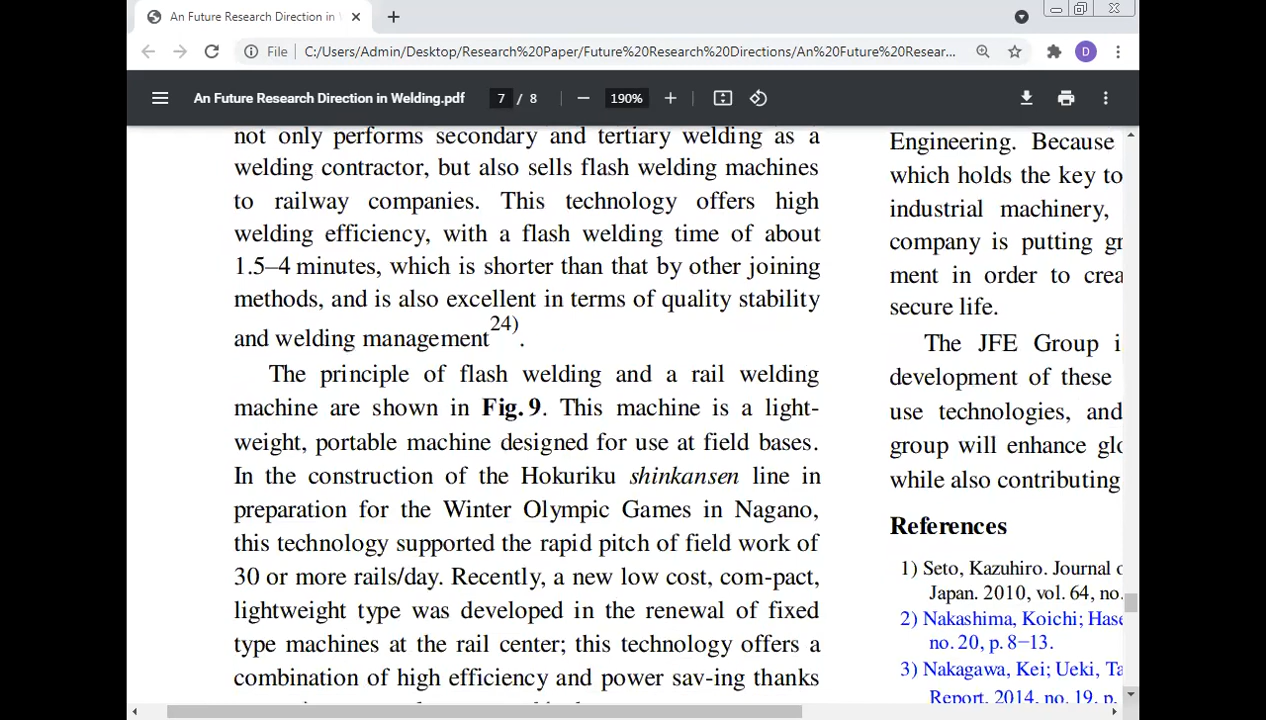 An Future Research Direction in
File
C:/Users/Admin/Desktop/Research%20Paper/Future%20Research%20Directions/An%20Future%20Resear...
D
An Future Research Direction in Welding.pdf
7 / 8
190%
not only performs secondary and tertiary welding as a
welding contractor, but also sells flash welding machines
to railway companies. This technology offers high
welding efficiency, with a flash welding time of about
1.5–4 minutes, which is shorter than that by other joining
methods, and is also excellent in terms of quality stability
and welding management24).
The principle of flash welding and a rail welding
machine are shown in Fig. 9. This machine is a light-
weight, portable machine designed for use at field bases.
In the construction of the Hokuriku shinkansen line in
preparation for the Winter Olympic Games in Nagano,
this technology supported the rapid pitch of field work of
30 or more rails/day. Recently, a new low cost, com-pact,
lightweight type was developed in the renewal of fixed
type machines at the rail center; this technology offers a
combination of high efficiency and power sav-ing thanks
Engineering. Because
which holds the key to
industrial machinery,
company is putting gr
ment in order to crea
secure life.
The JFE Group i
development of these
use technologies, and
group will enhance glo
while also contributing
References
1) Seto, Kazuhiro. Journal o
Japan. 2010, vol. 64, no.
2) Nakashima, Koichi; Hase
no. 20, p. 8−13.
3) Nakagawa, Kei; Ueki, Ta
Report. 2014, no. 19, p.